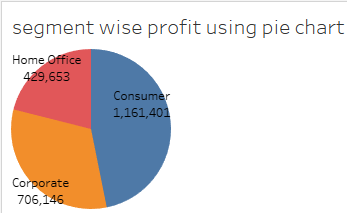 segment wise profit using pie chart
Home Office
429,653
Consumer
1,161,401
Corporate
706,146